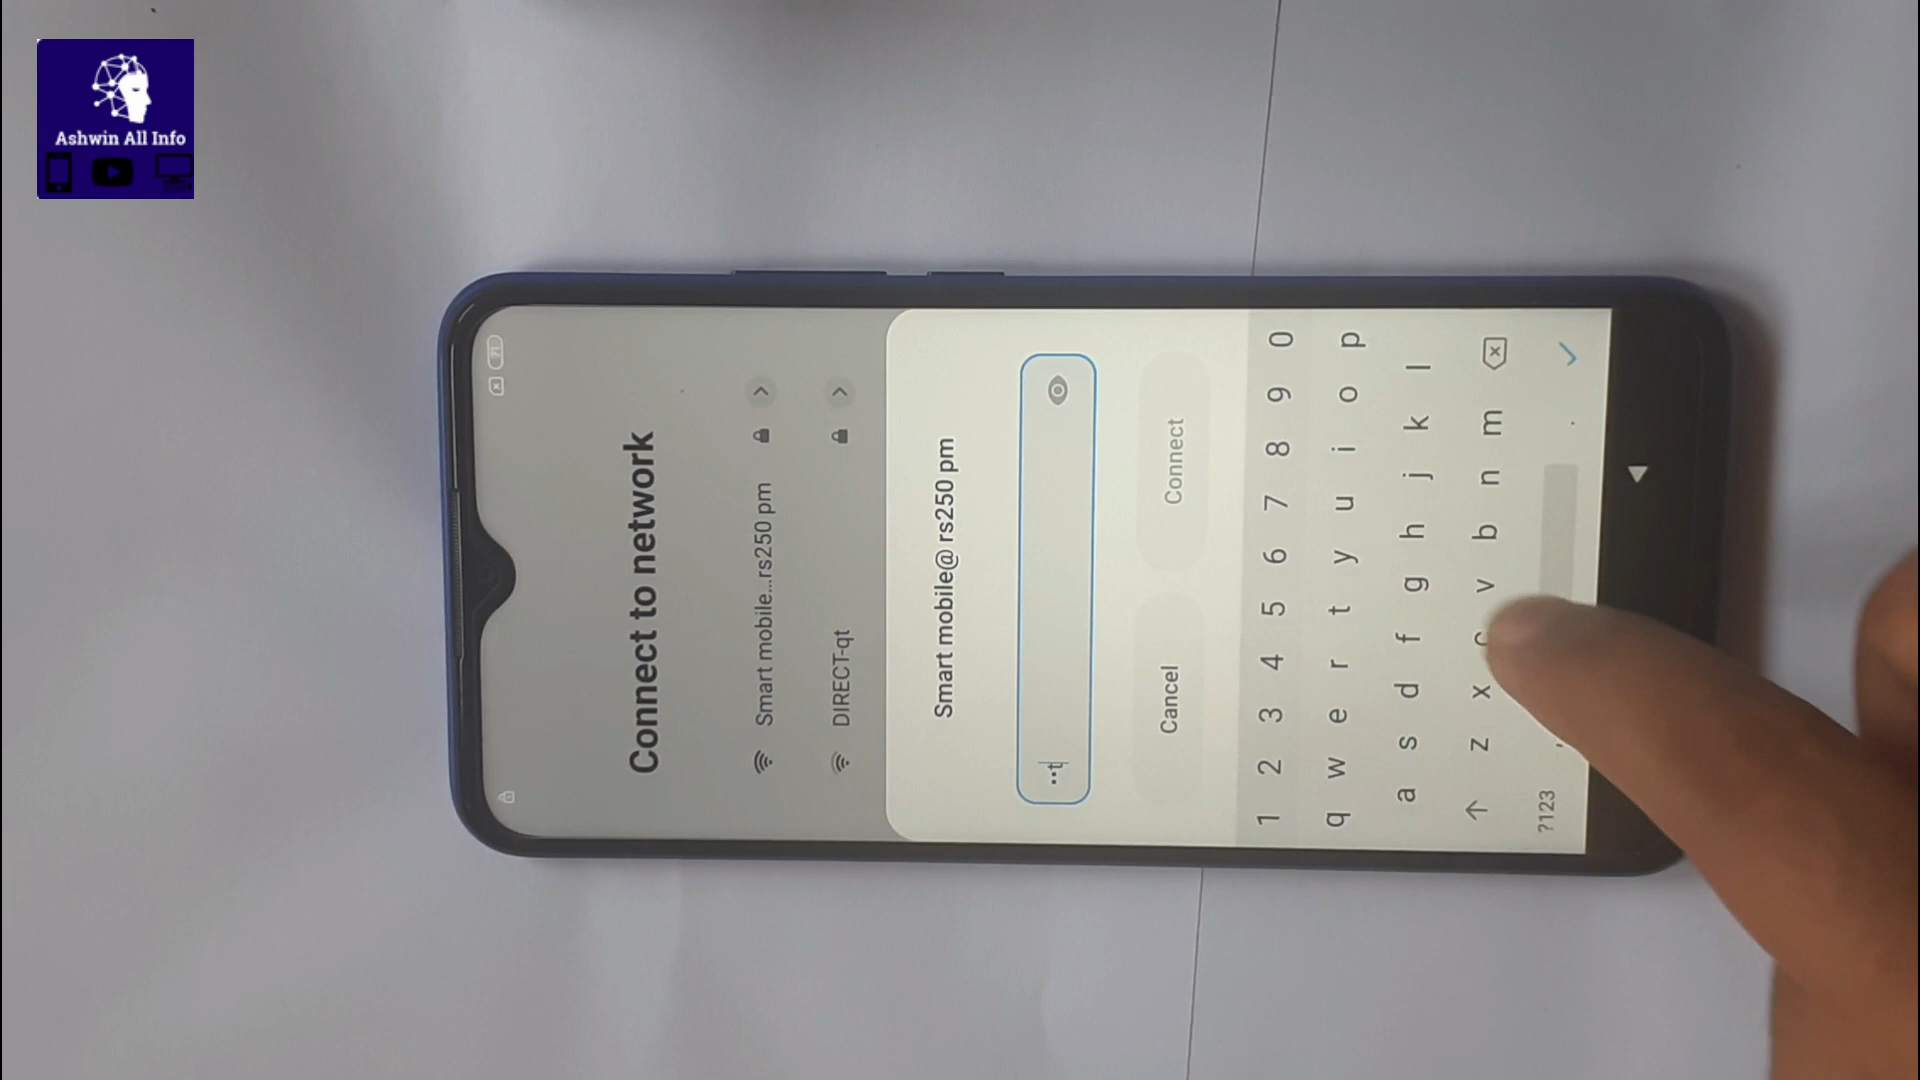 Ashwin All Info
71
Connect to network
Smart mobile...rs250 pm
DIRECT-qt
Smart mobile@ rs250 pm
••t
Cancel
Connect
1 2 3 4 5 6 7 8 9 0
q w e r t y u i o p
a s d f g h j k l
z x c v b n m
?123 , .